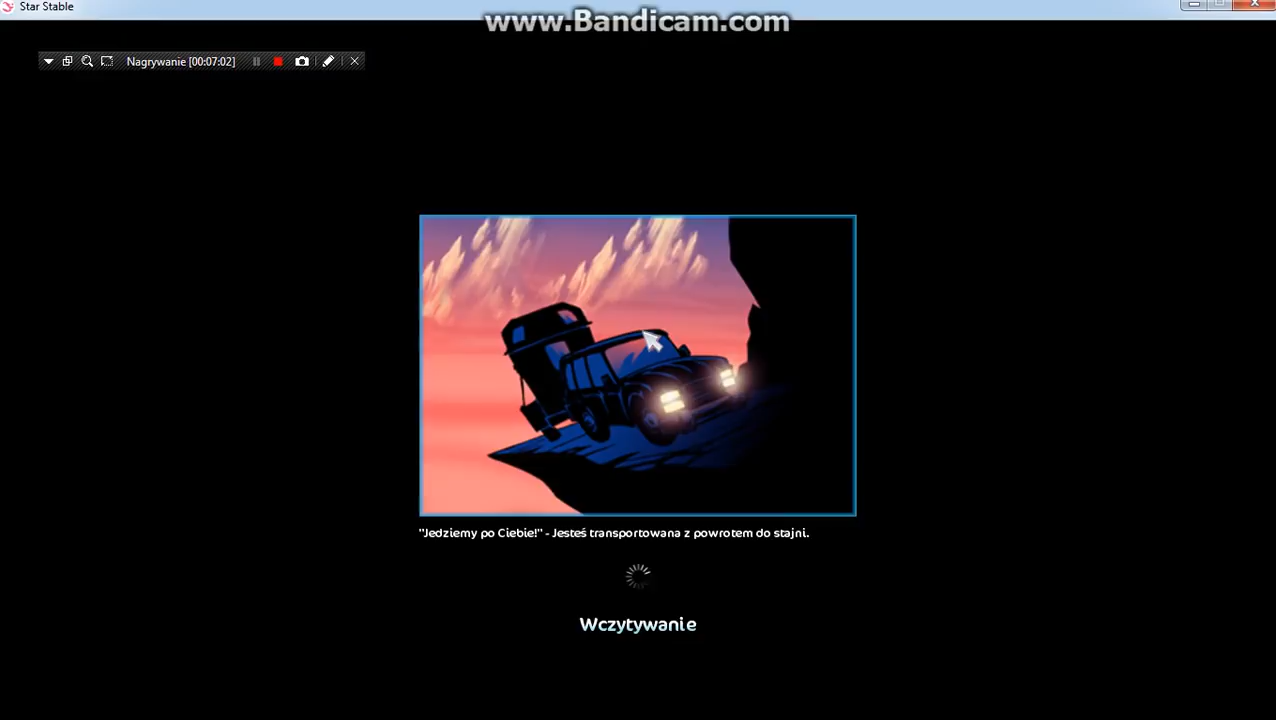 Star Stable
www.Bandicam.com
Nagrywanie [00:07:02]
"Jedziemy po Ciebie!" - Jesteś transportowana z powrotem do stajni.
Wczytywanie